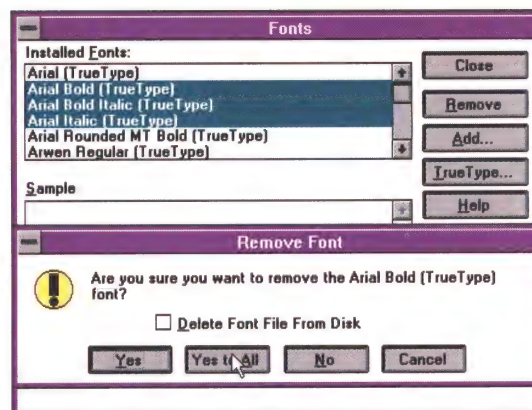 Fonts
Installed Fonts:
Arial (TrueType)
Arial Bold (TrueType)
Arial Bold Italic (TrueType)
Arial Italic (TrueType)
Arial Rounded MT Bold (TrueType)
Arwen Regular (TrueType)
Close
Remove
Add...
TrueType...
Help
Sample
Remove Font
Are you sure you want to remove the Arial Bold (TrueType)
font?
Delete Font File From Disk
Yes
Yes to All
No
Cancel